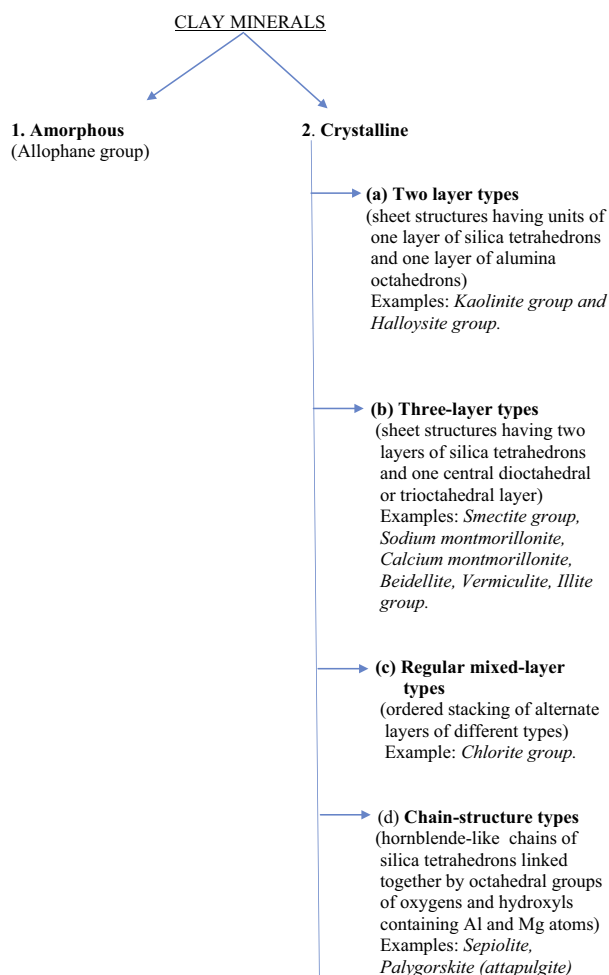 CLAY MINERALS
1. Amorphous
(Allophane group)
2. Crystalline
(a) Two layer types
(sheet structures having units of
one layer of silica tetrahedrons
and one layer of alumina
octahedrons)
Examples: Kaolinite group and
Halloysite group.
(b) Three-layer types
(sheet structures having two
layers of silica tetrahedrons
and one central dioctahedral
or trioctahedral layer)
Examples: Smectite group,
Sodium montmorillonite,
Calcium montmorillonite,
Beidellite, Vermiculite, Illite
group.
(c) Regular mixed-layer
types
(ordered stacking of alternate
layers of different types)
Example: Chlorite group.
(d) Chain-structure types
(hornblende-like chains of
silica tetrahedrons linked
together by octahedral groups
of oxygens and hydroxyls
containing Al and Mg atoms)
Examples: Sepiolite,
Palygorskite (attapulgite)